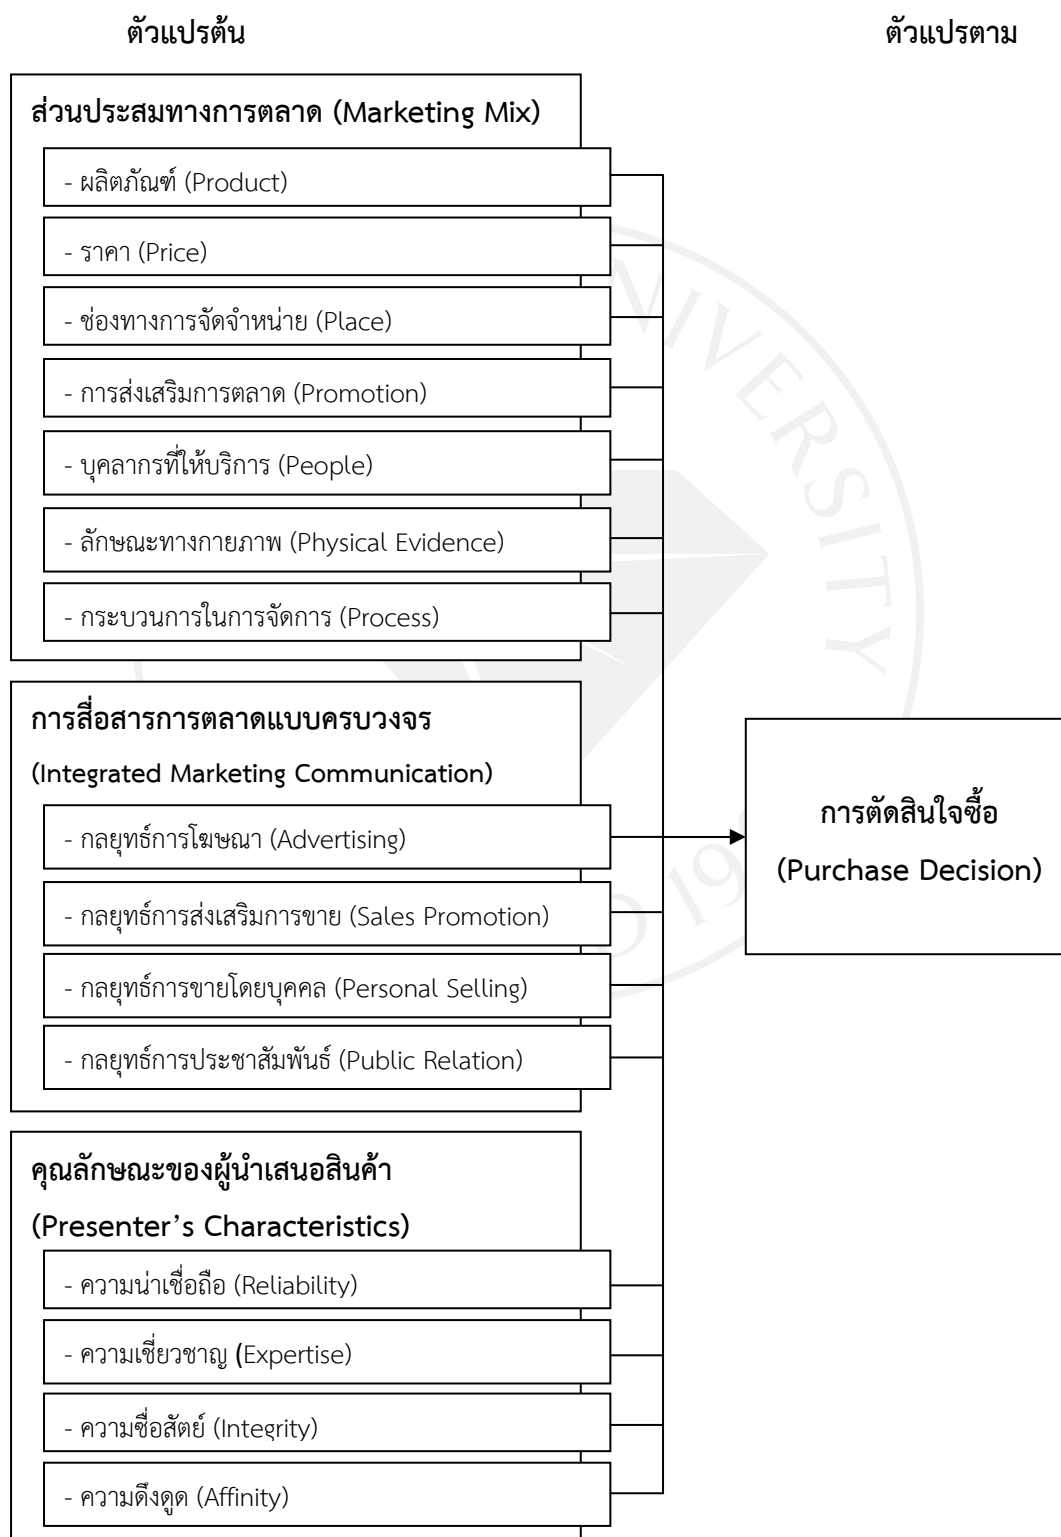 ตัวแปรต้น
ตัวแปรตาม
ส่วนประสมทางการตลาด (Marketing Mix)
- ผลิตภัณฑ์ (Product)
- ราคา (Price)
- ช่องทางการจัดจำหน่าย (Place)
- การส่งเสริมการตลาด (Promotion)
- บุคลากรที่ให้บริการ (People)
- ลักษณะทางกายภาพ (Physical Evidence)
- กระบวนการในการจัดการ (Process)
การสื่อสารการตลาดแบบครบวงจร
(Integrated Marketing Communication)
- กลยุทธ์การโฆษณา (Advertising)
- กลยุทธ์การส่งเสริมการขาย (Sales Promotion)
- กลยุทธ์การขายโดยบุคคล (Personal Selling)
- กลยุทธ์การประชาสัมพันธ์ (Public Relation)
คุณลักษณะของผู้นำเสนอสินค้า
(Presenter’s Characteristics)
- ความน่าเชื่อถือ (Reliability)
- ความเชี่ยวชาญ (Expertise)
- ความซื่อสัตย์ (Integrity)
- ความดึงดูด (Affinity)
การตัดสินใจซื้อ
(Purchase Decision)